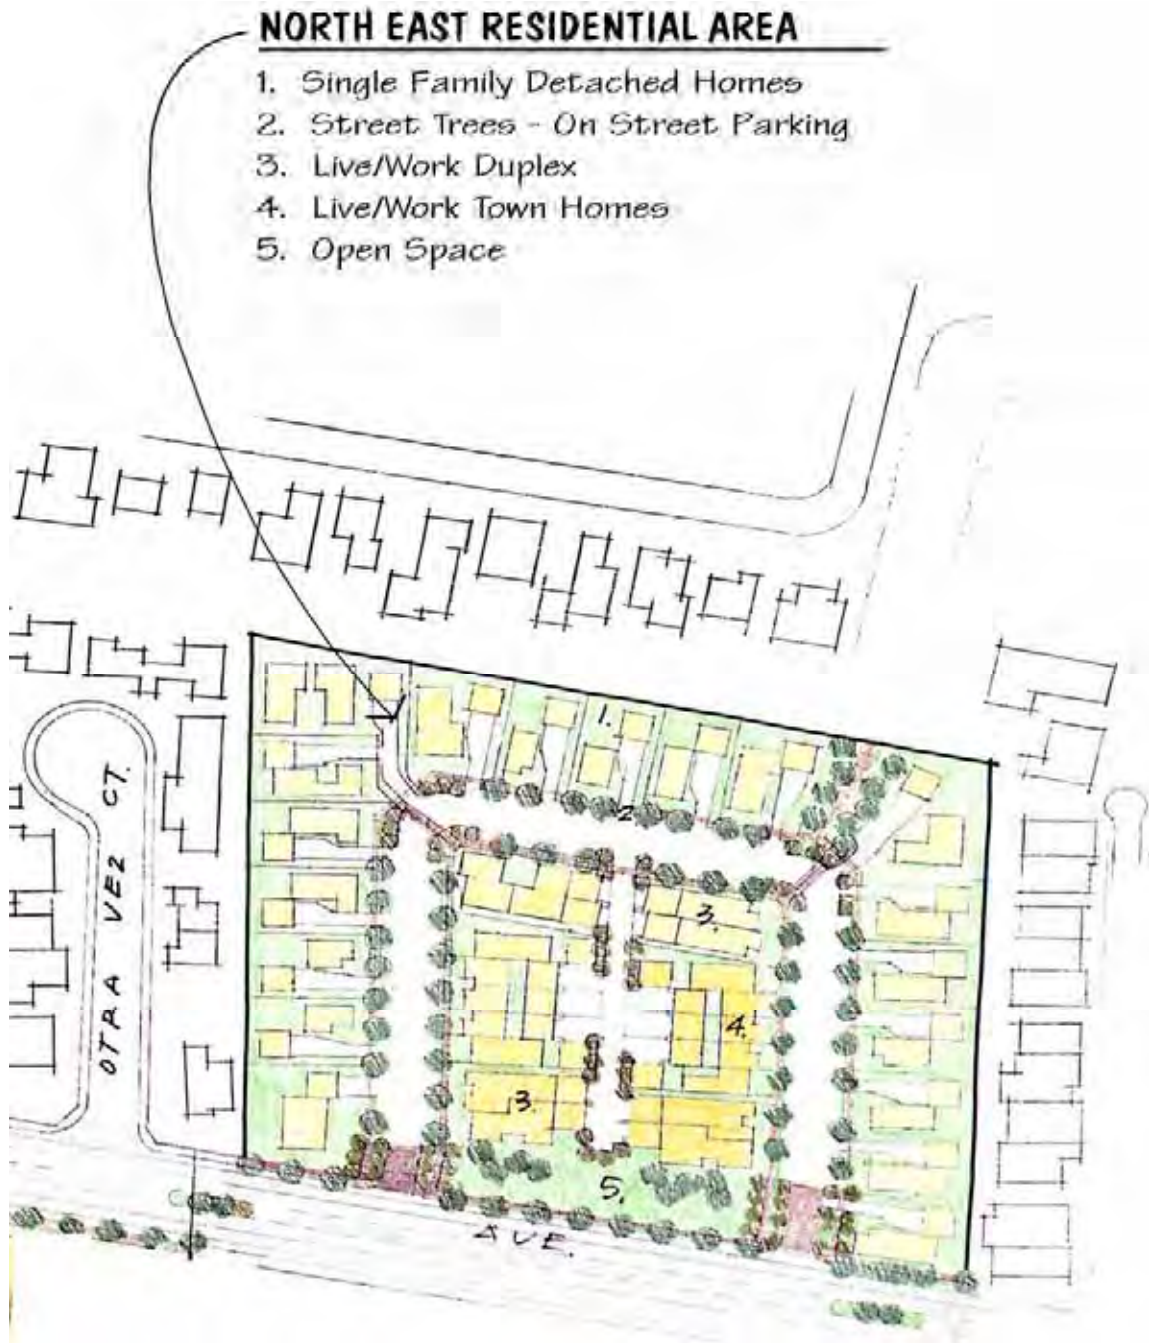 NORTH EAST RESIDENTIAL AREA
1. Single Family Detached Homes
2. Street Trees - On Street Parking
3. Live/Work Duplex
4. Live/Work Town Homes
5. Open Space
1.
2.
3.
4.
3.
5.
OTRA VEZ CT.
AVE.